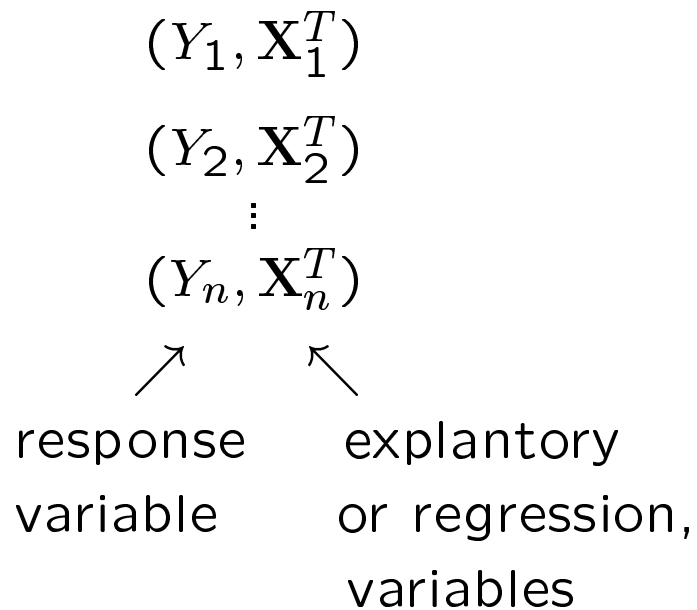 (Y_1, X_1^T)
(Y_2, X_2^T)
⋮
(Y_n, X_n^T)
response explantory
variable or regression,
variables